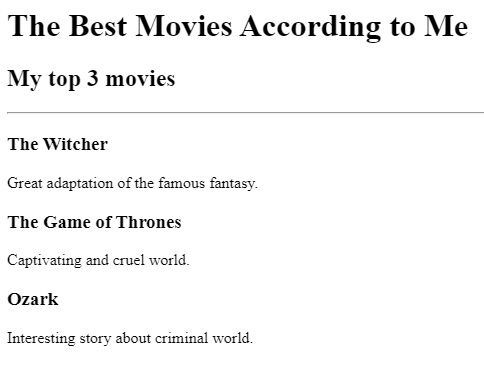 The Best Movies According to Me
My top 3 movies
The Witcher
Great adaptation of the famous fantasy.
The Game of Thrones
Captivating and cruel world.
Ozark
Interesting story about criminal world.